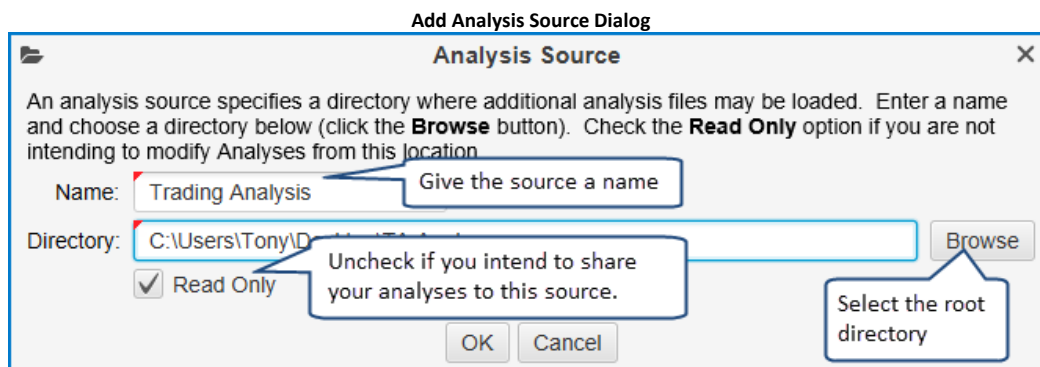 Add Analysis Source Dialog
Analysis Source
An analysis source specifies a directory where additional analysis files may be loaded. Enter a name
and choose a directory below (click the Browse button). Check the Read Only option if you are not
intending to modify Analyses from this location
Name:
Trading Analysis
Give the source a name
Directory:
C:\Users\Tony\
Browse
Read Only
Uncheck if you intend to share
your analyses to this source.
Select the root
directory
OK
Cancel